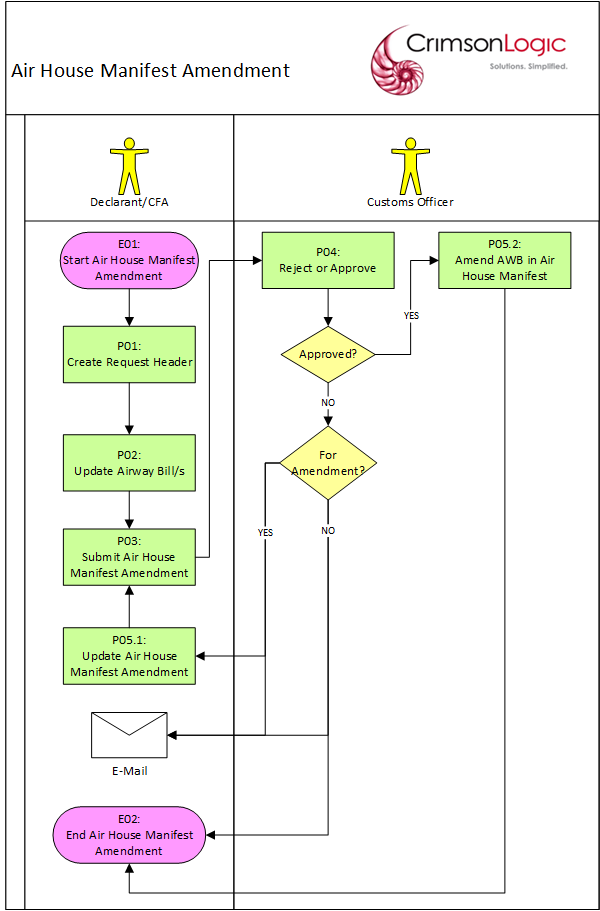 Air House Manifest Amendment
CrimsonLogic
Solutions. Simplified.
Declarant/CFA
Customs Officer
E01:
Start Air House Manifest
Amendment
P01:
Create Request Header
P02:
Update Airway Bill/s
P03:
Submit Air House
Manifest Amendment
P05.1:
Update Air House
Manifest Amendment
E-Mail
E02:
End Air House Manifest
Amendment
P04:
Reject or Approve
Approved?
YES
NO
For
Amendment?
YES
NO
P05.2:
Amend AWB in Air
House Manifest